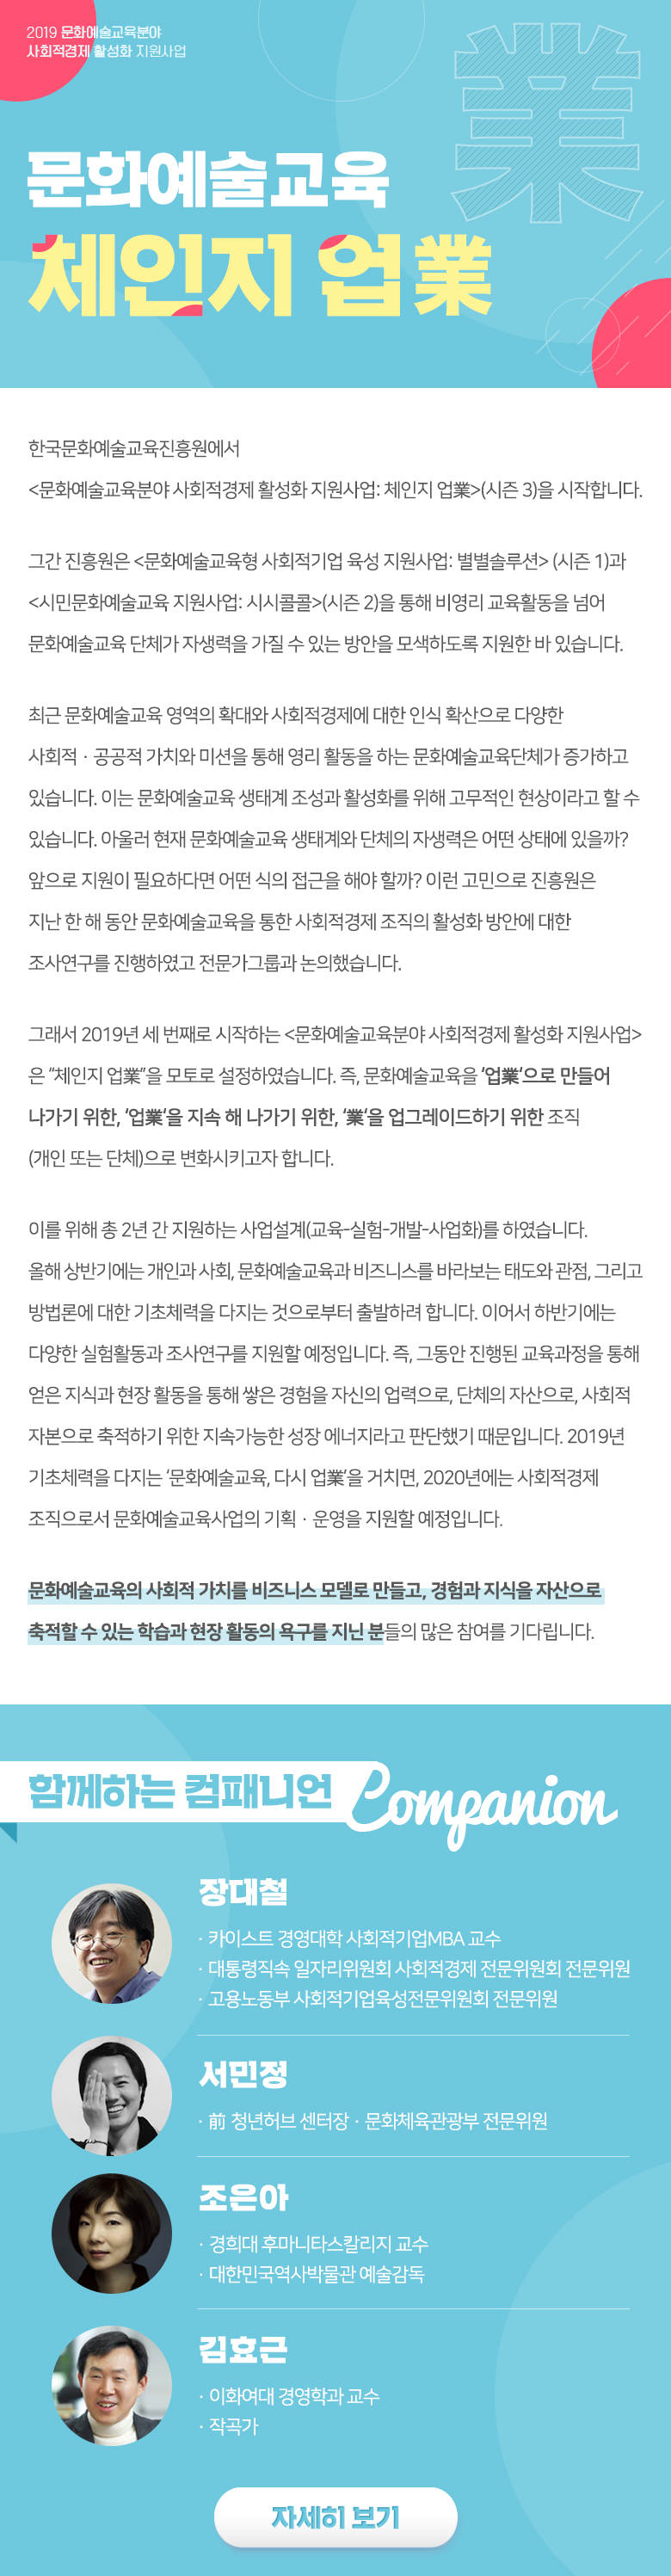 2019 문화예술교육분야
사회적경제 활성화 지원사업
業
문화예술교육
체인지 업業
한국문화예술교육진흥원에서
<문화예술교육분야 사회적경제 활성화 지원사업: 체인지 업業>(시즌 3)을 시작합니다.
그간 진흥원은 <문화예술교육형 사회적기업 육성 지원사업: 별별솔루션> (시즌 1)과
<시민문화예술교육 지원사업: 시시콜콜>(시즌 2)을 통해 비영리 교육활동을 넘어
문화예술교육 단체가 자생력을 가질 수 있는 방안을 모색하도록 지원한 바 있습니다.
최근 문화예술교육 영역의 확대와 사회적경제에 대한 인식 확산으로 다양한
사회적 · 공공적 가치와 미션을 통해 영리 활동을 하는 문화예술교육단체가 증가하고
있습니다. 이는 문화예술교육 생태계 조성과 활성화를 위해 고무적인 현상이라고 할 수
있습니다. 아울러 현재 문화예술교육 생태계와 단체의 자생력은 어떤 상태에 있을까?
앞으로 지원이 필요하다면 어떤 식의 접근을 해야 할까? 이런 고민으로 진흥원은
지난 한 해 동안 문화예술교육을 통한 사회적경제 조직의 활성화 방안에 대한
조사연구를 진행하였고 전문가그룹과 논의했습니다.
그래서 2019년 세 번째로 시작하는 <문화예술교육분야 사회적경제 활성화 지원사업>
은 “체인지 업業”을 모토로 설정하였습니다. 즉, 문화예술교육을 ‘업業’으로 만들어
나가기 위한, ‘업業‘을 지속 해 나가기 위한, ‘業‘을 업그레이드하기 위한 조직
(개인 또는 단체)으로 변화시키고자 합니다.
이를 위해 총 2년 간 지원하는 사업설계(교육-실험-개발-사업화)를 하였습니다.
올해 상반기에는 개인과 사회, 문화예술교육과 비즈니스를 바라보는 태도와 관점, 그리고
방법론에 대한 기초체력을 다지는 것으로부터 출발하려 합니다. 이어서 하반기에는
다양한 실험활동과 조사연구를 지원할 예정입니다. 즉, 그동안 진행된 교육과정을 통해
얻은 지식과 현장 활동을 통해 쌓은 경험을 자신의 업력으로, 단체의 자산으로, 사회적
자본으로 축적하기 위한 지속가능한 성장 에너지라고 판단했기 때문입니다. 2019년
기초체력을 다지는 ‘문화예술교육, 다시 업業‘을 거치면, 2020년에는 사회적경제
조직으로서 문화예술교육사업의 기획 · 운영을 지원할 예정입니다.
문화예술교육의 사회적 가치를 비즈니스 모델로 만들고, 경험과 지식을 자산으로
축적할 수 있는 학습과 현장 활동의 욕구를 지닌 분들의 많은 참여를 기다립니다.
함께하는 컴패니언 Companion
장대철
· 카이스트 경영대학 사회적기업MBA 교수
· 대통령직속 일자리위원회 사회적경제 전문위원회 전문위원
· 고용노동부 사회적기업육성전문위원회 전문위원
서민정
· 前 청년허브 센터장 · 문화체육관광부 전문위원
조은아
· 경희대 후마니타스칼리지 교수
· 대한민국역사박물관 예술감독
김효근
· 이화여대 경영학과 교수
· 작곡가
자세히 보기